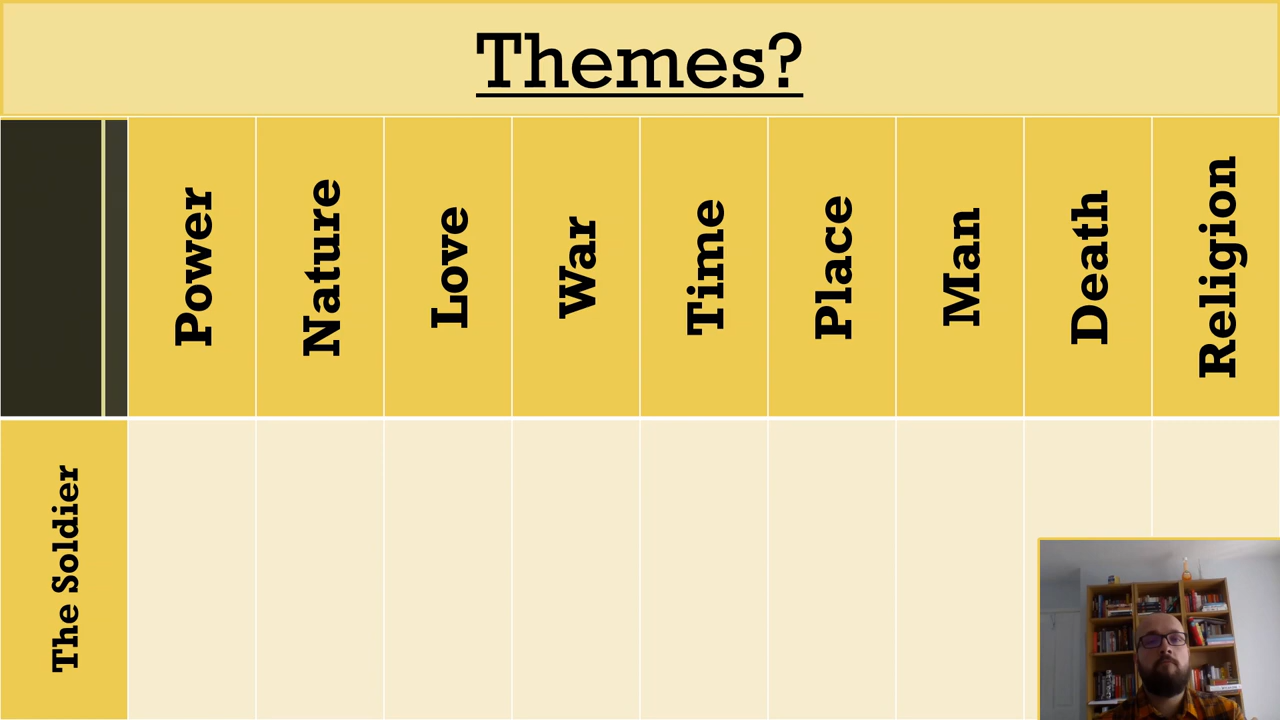 Themes?
Power
Nature
Love
War
Time
Place
Man
Death
Religion
The Soldier